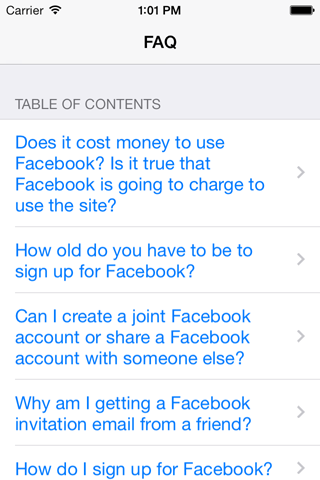 Carrier 1:01 PM
FAQ
TABLE OF CONTENTS
Does it cost money to use
Facebook? Is it true that
Facebook is going to charge to
use the site?
How old do you have to be to
sign up for Facebook?
Can I create a joint Facebook
account or share a Facebook
account with someone else?
Why am I getting a Facebook
invitation email from a friend?
How do I sign up for Facebook?